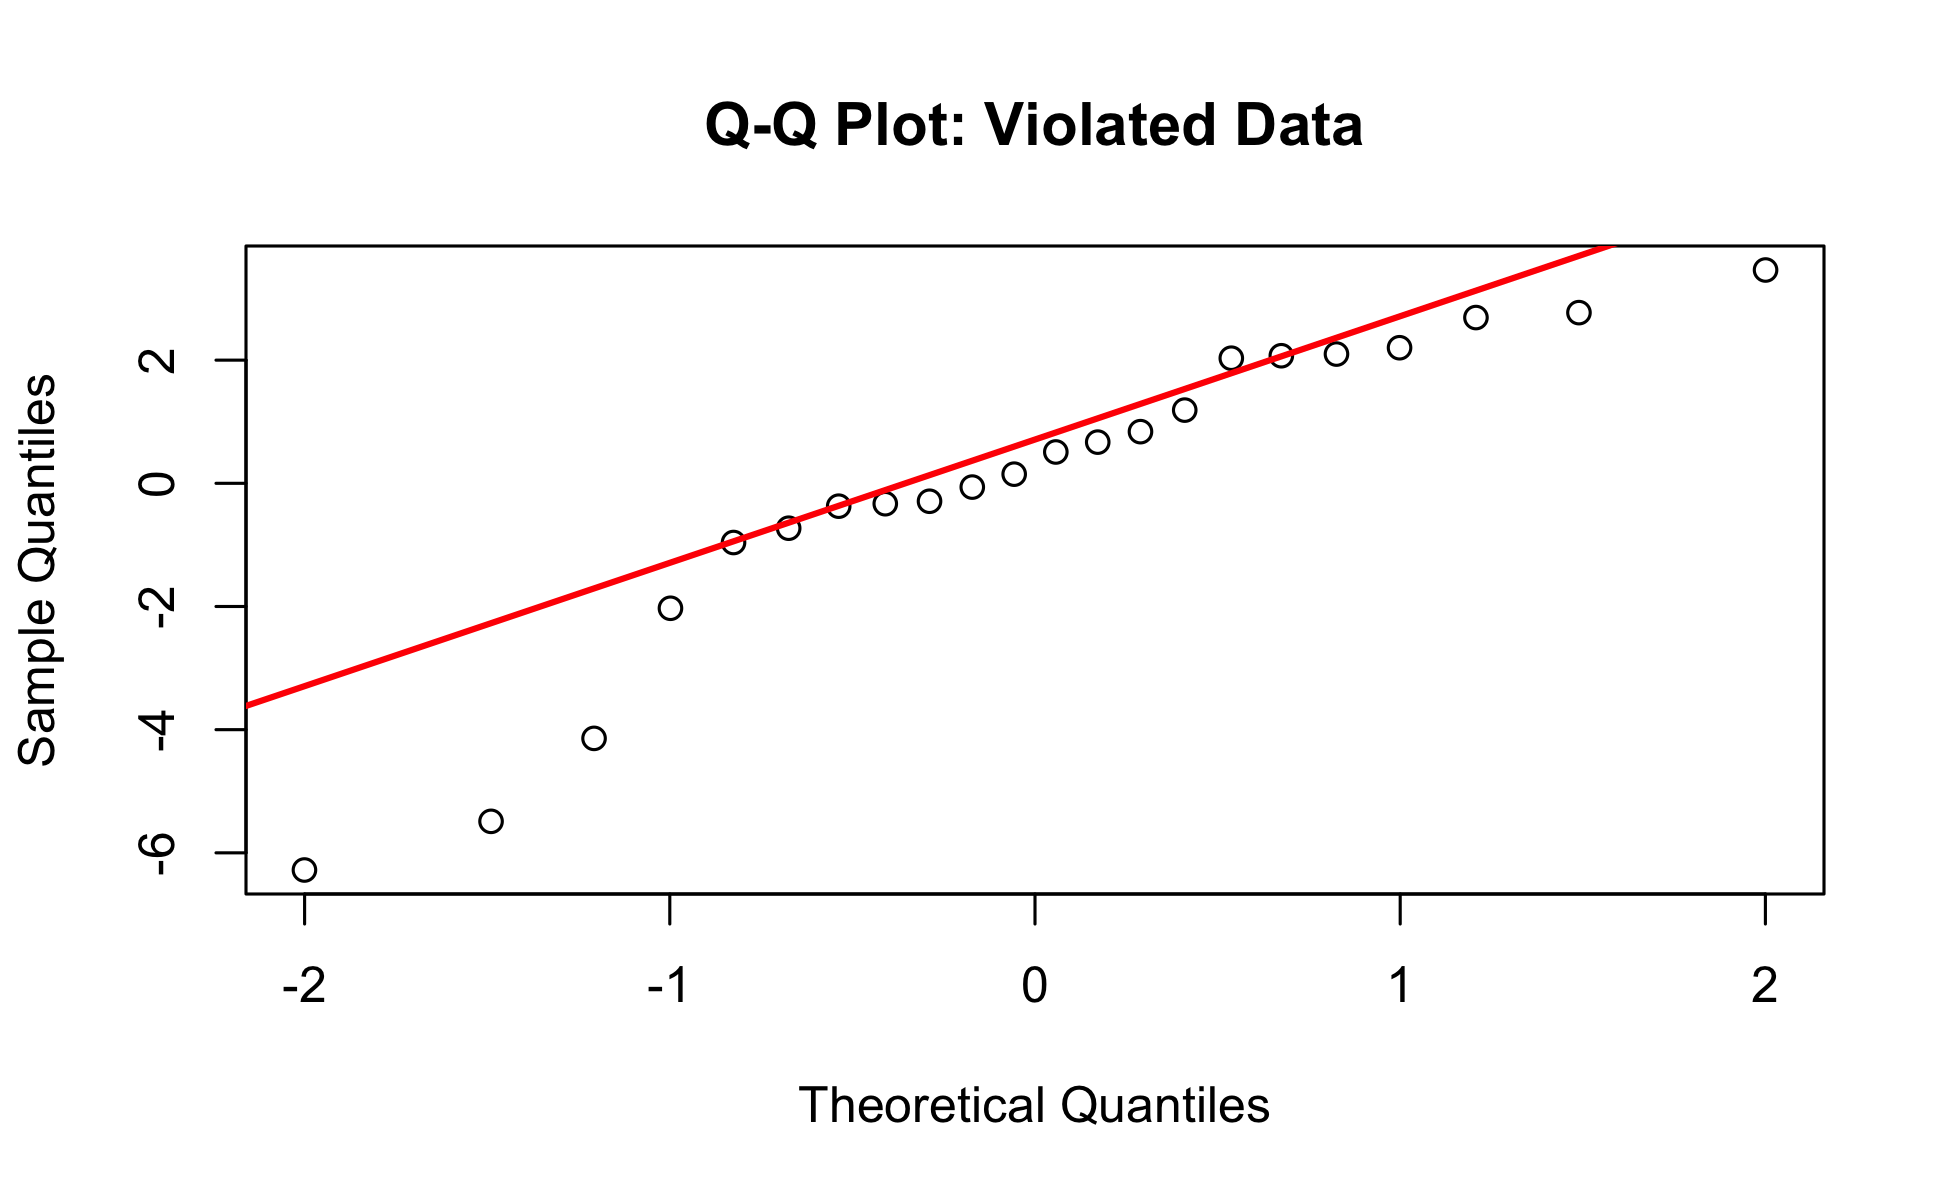 Q-Q Plot: Violated Data
Sample Quantiles
2
0
-2
-4
-6
-2 -1 0 1 2
Theoretical Quantiles